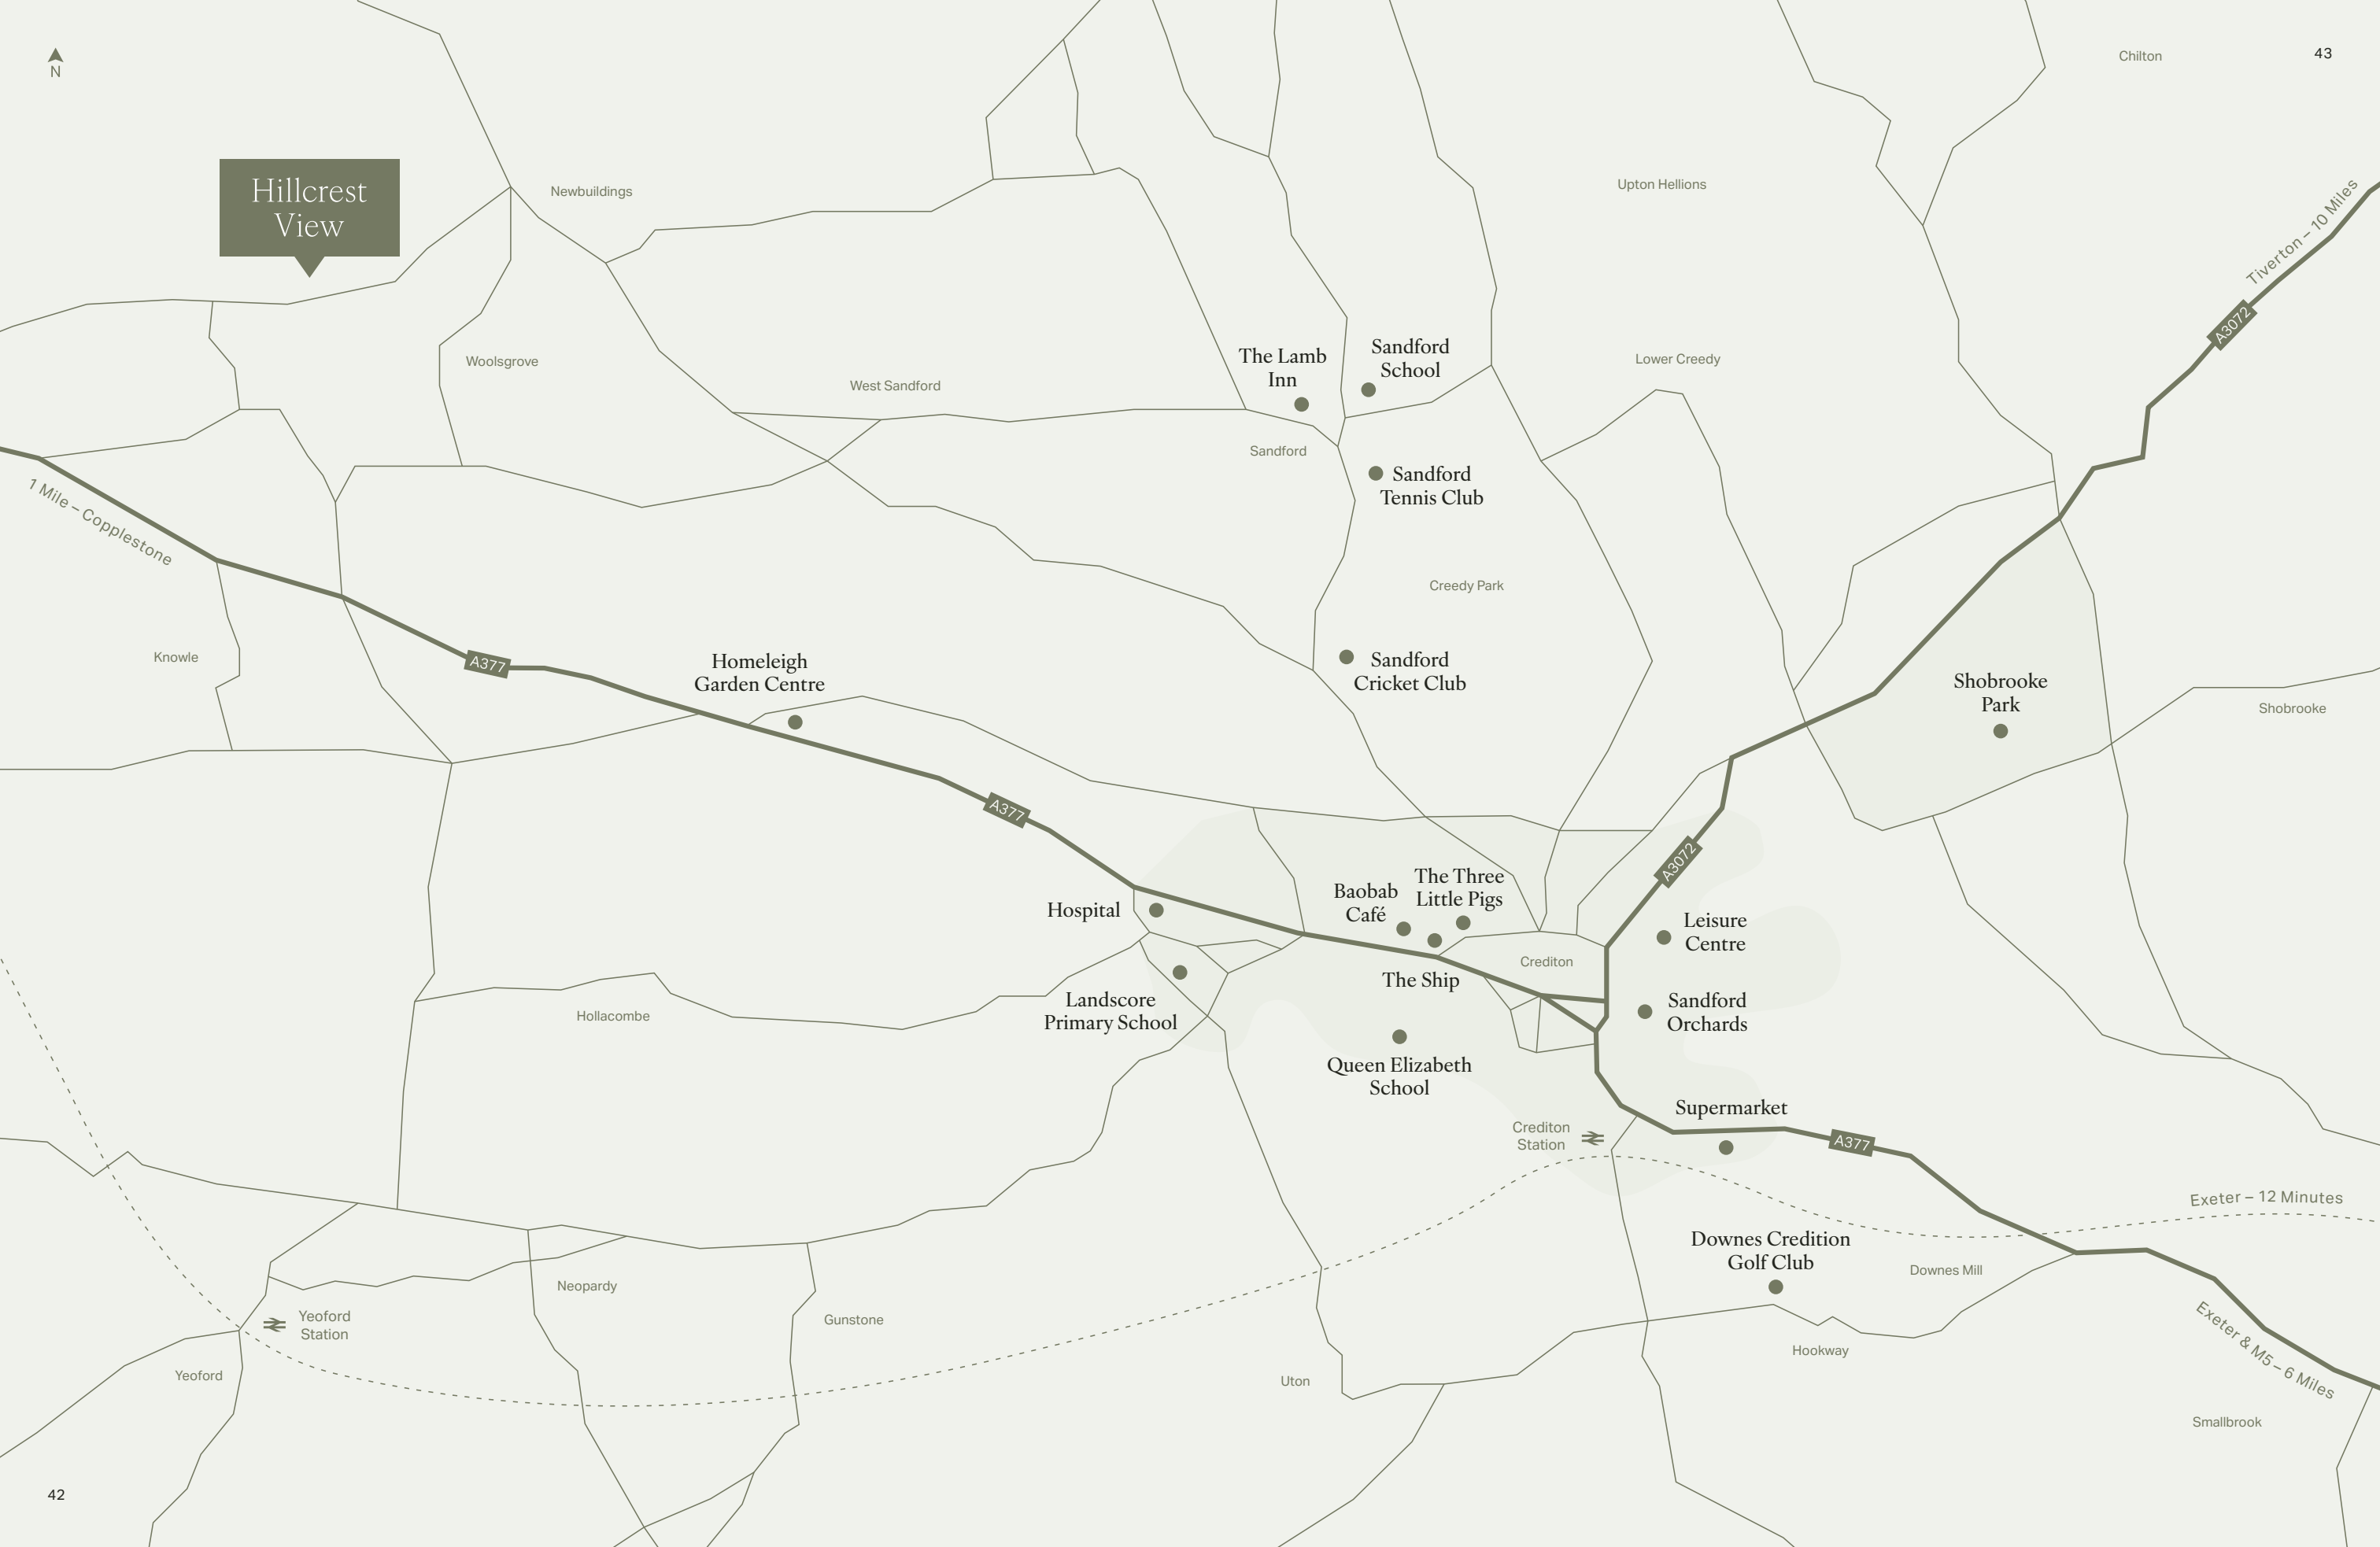 N
43
Chilton
Hillcrest
View
Newbuildings
Upton Hellions
Tiverton – 10 Miles
A3072
Woolsgrove
West Sandford
The Lamb
Inn
Sandford
School
Lower Creedy
Sandford
Sandford
Tennis Club
1 Mile – Copplestone
Creedy Park
Knowle
A377
Homeleigh
Garden Centre
Sandford
Cricket Club
Shobrooke
Park
Shobrooke
A377
A3072
Hospital
Baobab
Café
The Three
Little Pigs
Leisure
Centre
Crediton
The Ship
Landscore
Primary School
Hollacombe
Sandford
Orchards
Queen Elizabeth
School
Supermarket
Crediton
Station
A377
Exeter – 12 Minutes
Downes Credition
Golf Club
Downes Mill
Neopardy
Yeoford
Station
Gunstone
Exeter & M5 – 6 Miles
Hookway
Yeoford
Uton
Smallbrook
42